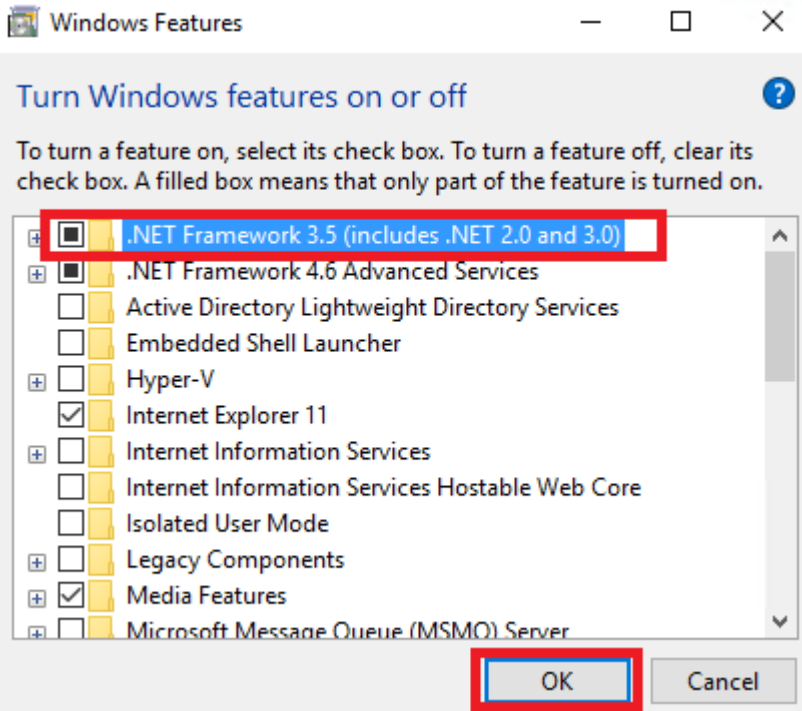 Windows Features
Turn Windows features on or off
?
To turn a feature on, select its check box. To turn a feature off, clear its
check box. A filled box means that only part of the feature is turned on.
.NET Framework 3.5 (includes .NET 2.0 and 3.0)
.NET Framework 4.6 Advanced Services
Active Directory Lightweight Directory Services
Embedded Shell Launcher
Hyper-V
Internet Explorer 11
Internet Information Services
Internet Information Services Hostable Web Core
Isolated User Mode
Legacy Components
Media Features
Microsoft Message Queue (MSMQ) Server
OK
Cancel